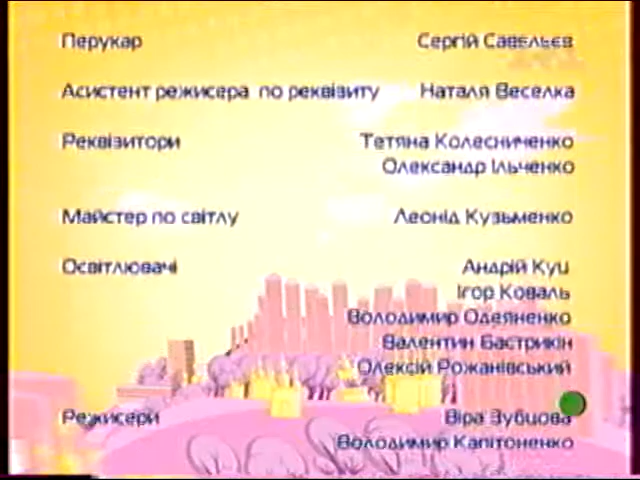 Перукар Сергій Савєльєв
Асистент режисера по реквізиту Наталя Веселка
Реквізитори Тетяна Колесниченко
Олександр Ільченко
Майстер по світлу Леонід Кузьменко
Освітлювачі Андрій Куц
Ігор Коваль
Володимир Одеяненко
Валентин Бастрикін
Олексій Рожанівський
Режисери Віра Зубцова
Володимир Капітоненко